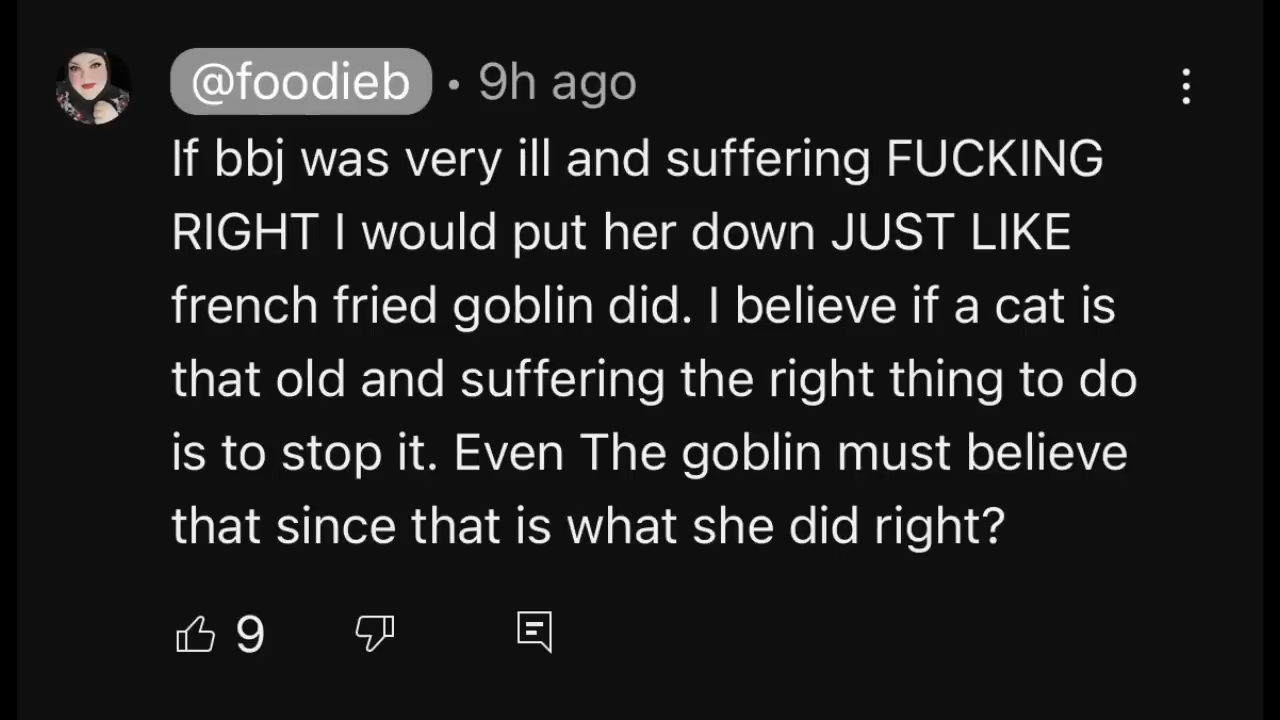 @foodieb · 9h ago
If bbj was very ill and suffering FUCKING
RIGHT I would put her down JUST LIKE
french fried goblin did. I believe if a cat is
that old and suffering the right thing to do
is to stop it. Even The goblin must believe
that since that is what she did right?
9